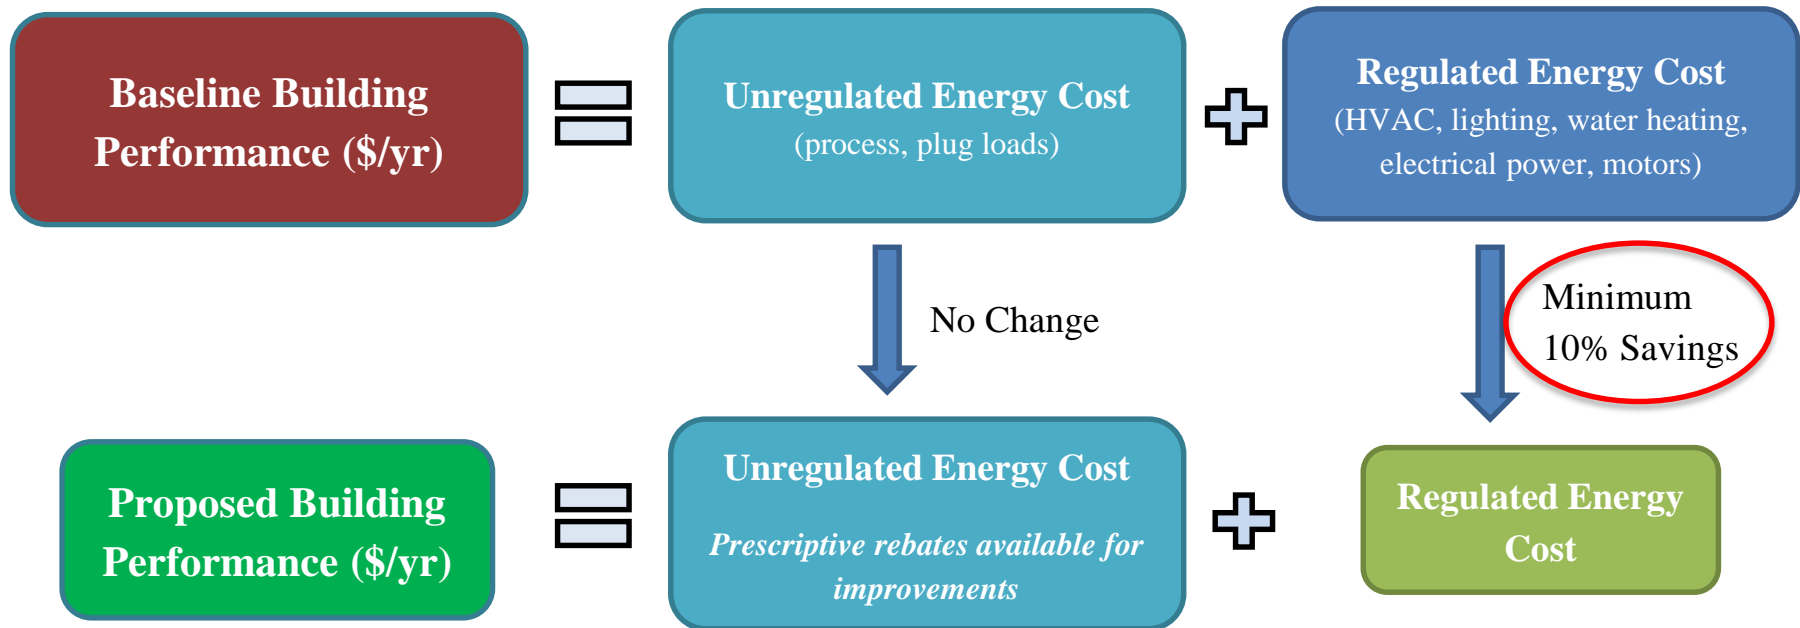 Baseline Building
Performance ($/yr)
Unregulated Energy Cost
(process, plug loads)
Regulated Energy Cost
(HVAC, lighting, water heating,
electrical power, motors)
No Change
Minimum
10% Savings
Proposed Building
Performance ($/yr)
Unregulated Energy Cost
Prescriptive rebates available for
improvements
Regulated Energy
Cost